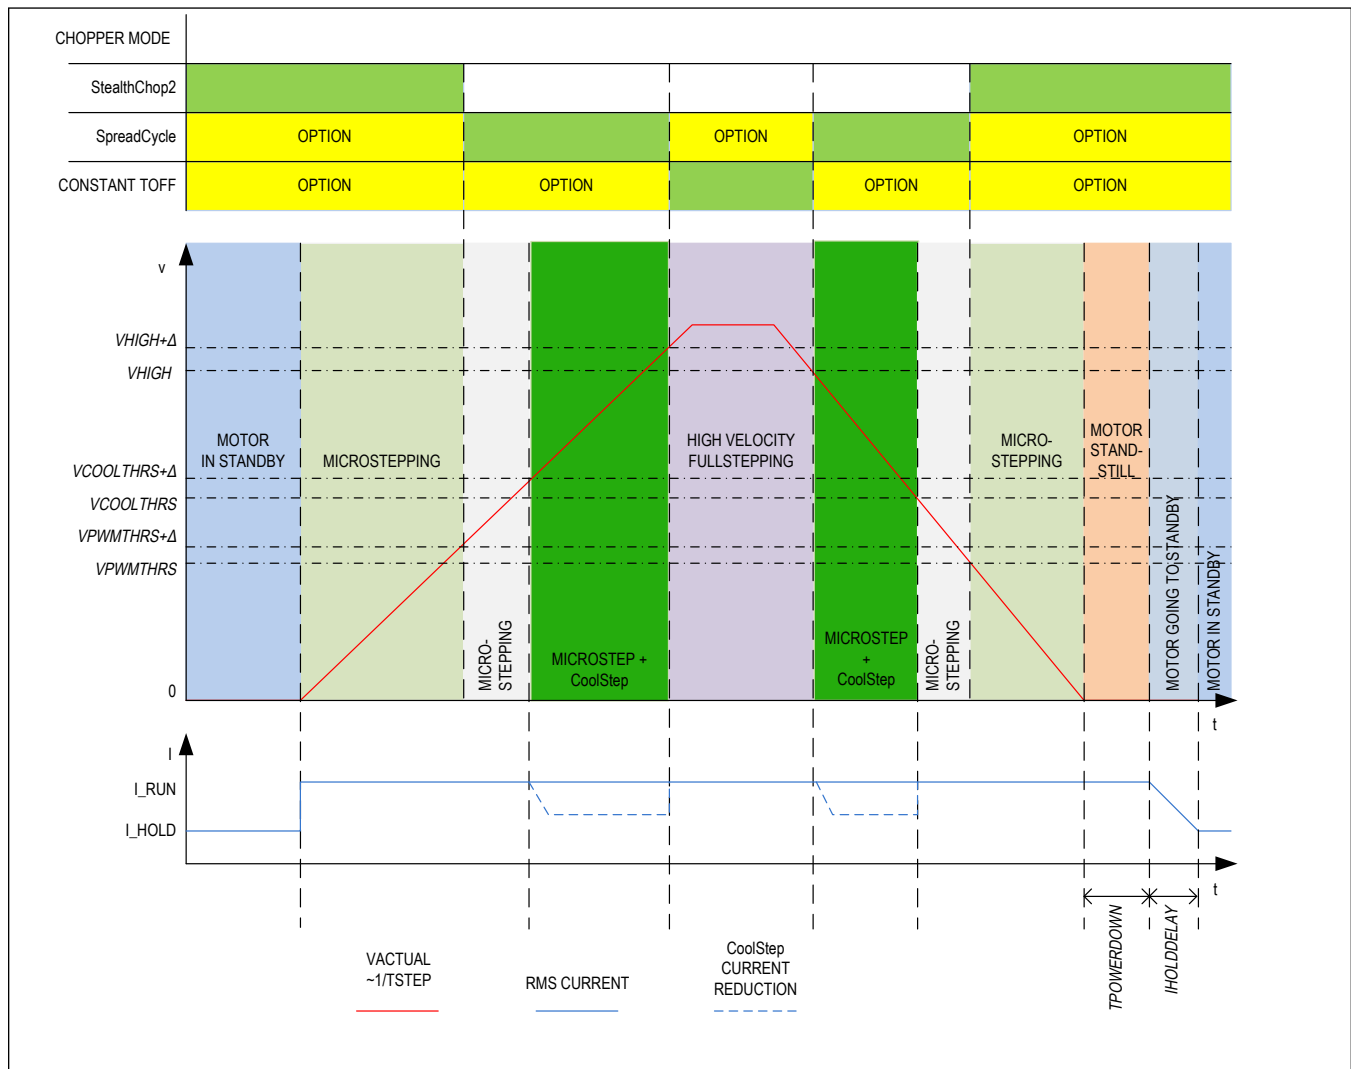 CHOPPER MODE
StealthChop2
SpreadCycle
OPTION
OPTION
OPTION
CONSTANT TOFF
OPTION
OPTION
OPTION
OPTION
v
VHIGH+Δ
VHIGH
VCOOLTHRS+Δ
VCOOLTHRS
VPWMTHRS+Δ
VPWMTHRS
0
MOTOR
IN STANDBY
MICROSTEPPING
MICRO-
STEPPING
MICROSTEP +
CoolStep
HIGH VELOCITY
FULLSTEPPING
MICROSTEP
+
CoolStep
MICRO-
STEPPING
MICRO-
STEPPING
MOTOR
STAND-
STILL
MOTOR GOING TO STANDBY
MOTOR IN STANDBY
t
I
I_RUN
I_HOLD
t
TPOWERDOWN
IHOLDDELAY
VACTUAL
~1/TSTEP
RMS CURRENT
CoolStep
CURRENT
REDUCTION